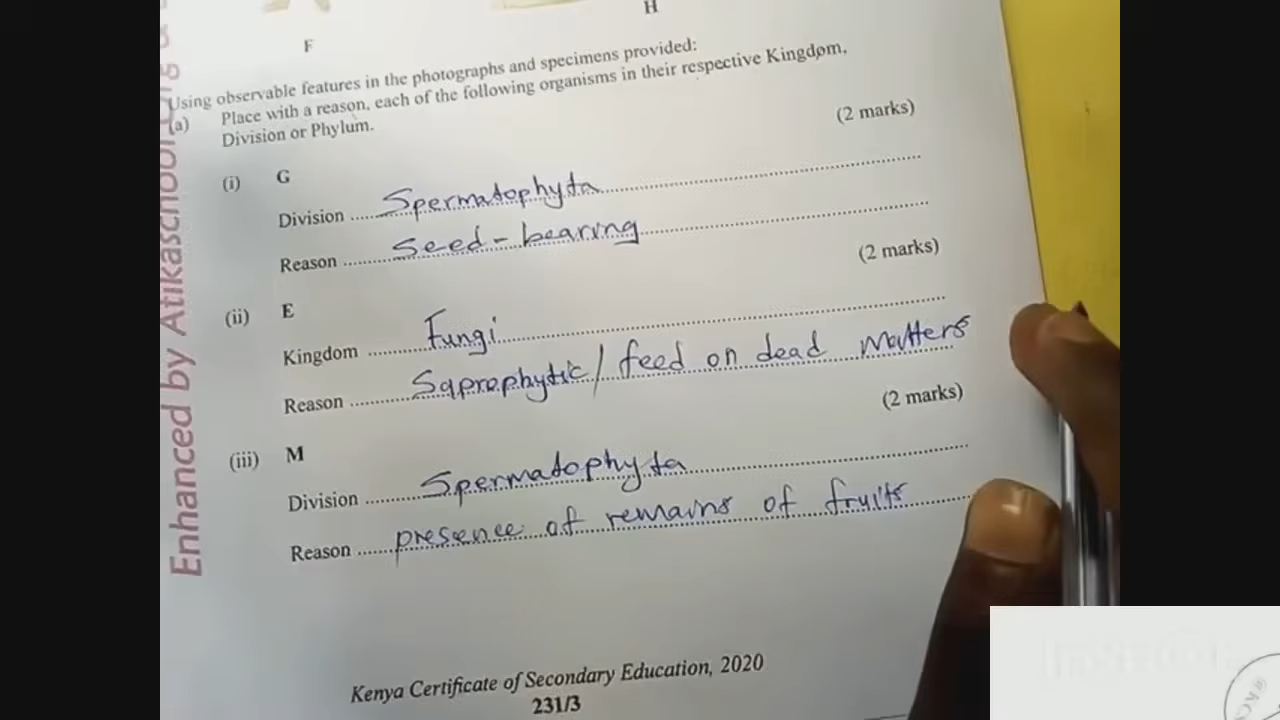 H
F
Using observable features in the photographs and specimens provided:
(a) Place with a reason, each of the following organisms in their respective Kingdom,
Division or Phylum.
(2 marks)
(i) G
Division Spermatophyta
Reason Seed-bearing
(2 marks)
(ii) E
Kingdom Fungi
Reason Saprophytic/feed on dead matters
(2 marks)
(iii) M
Division Spermatophyta
Reason presence of remains of fruits
Kenya Certificate of Secondary Education, 2020
231/3
Enhanced by Atikaschool.org &